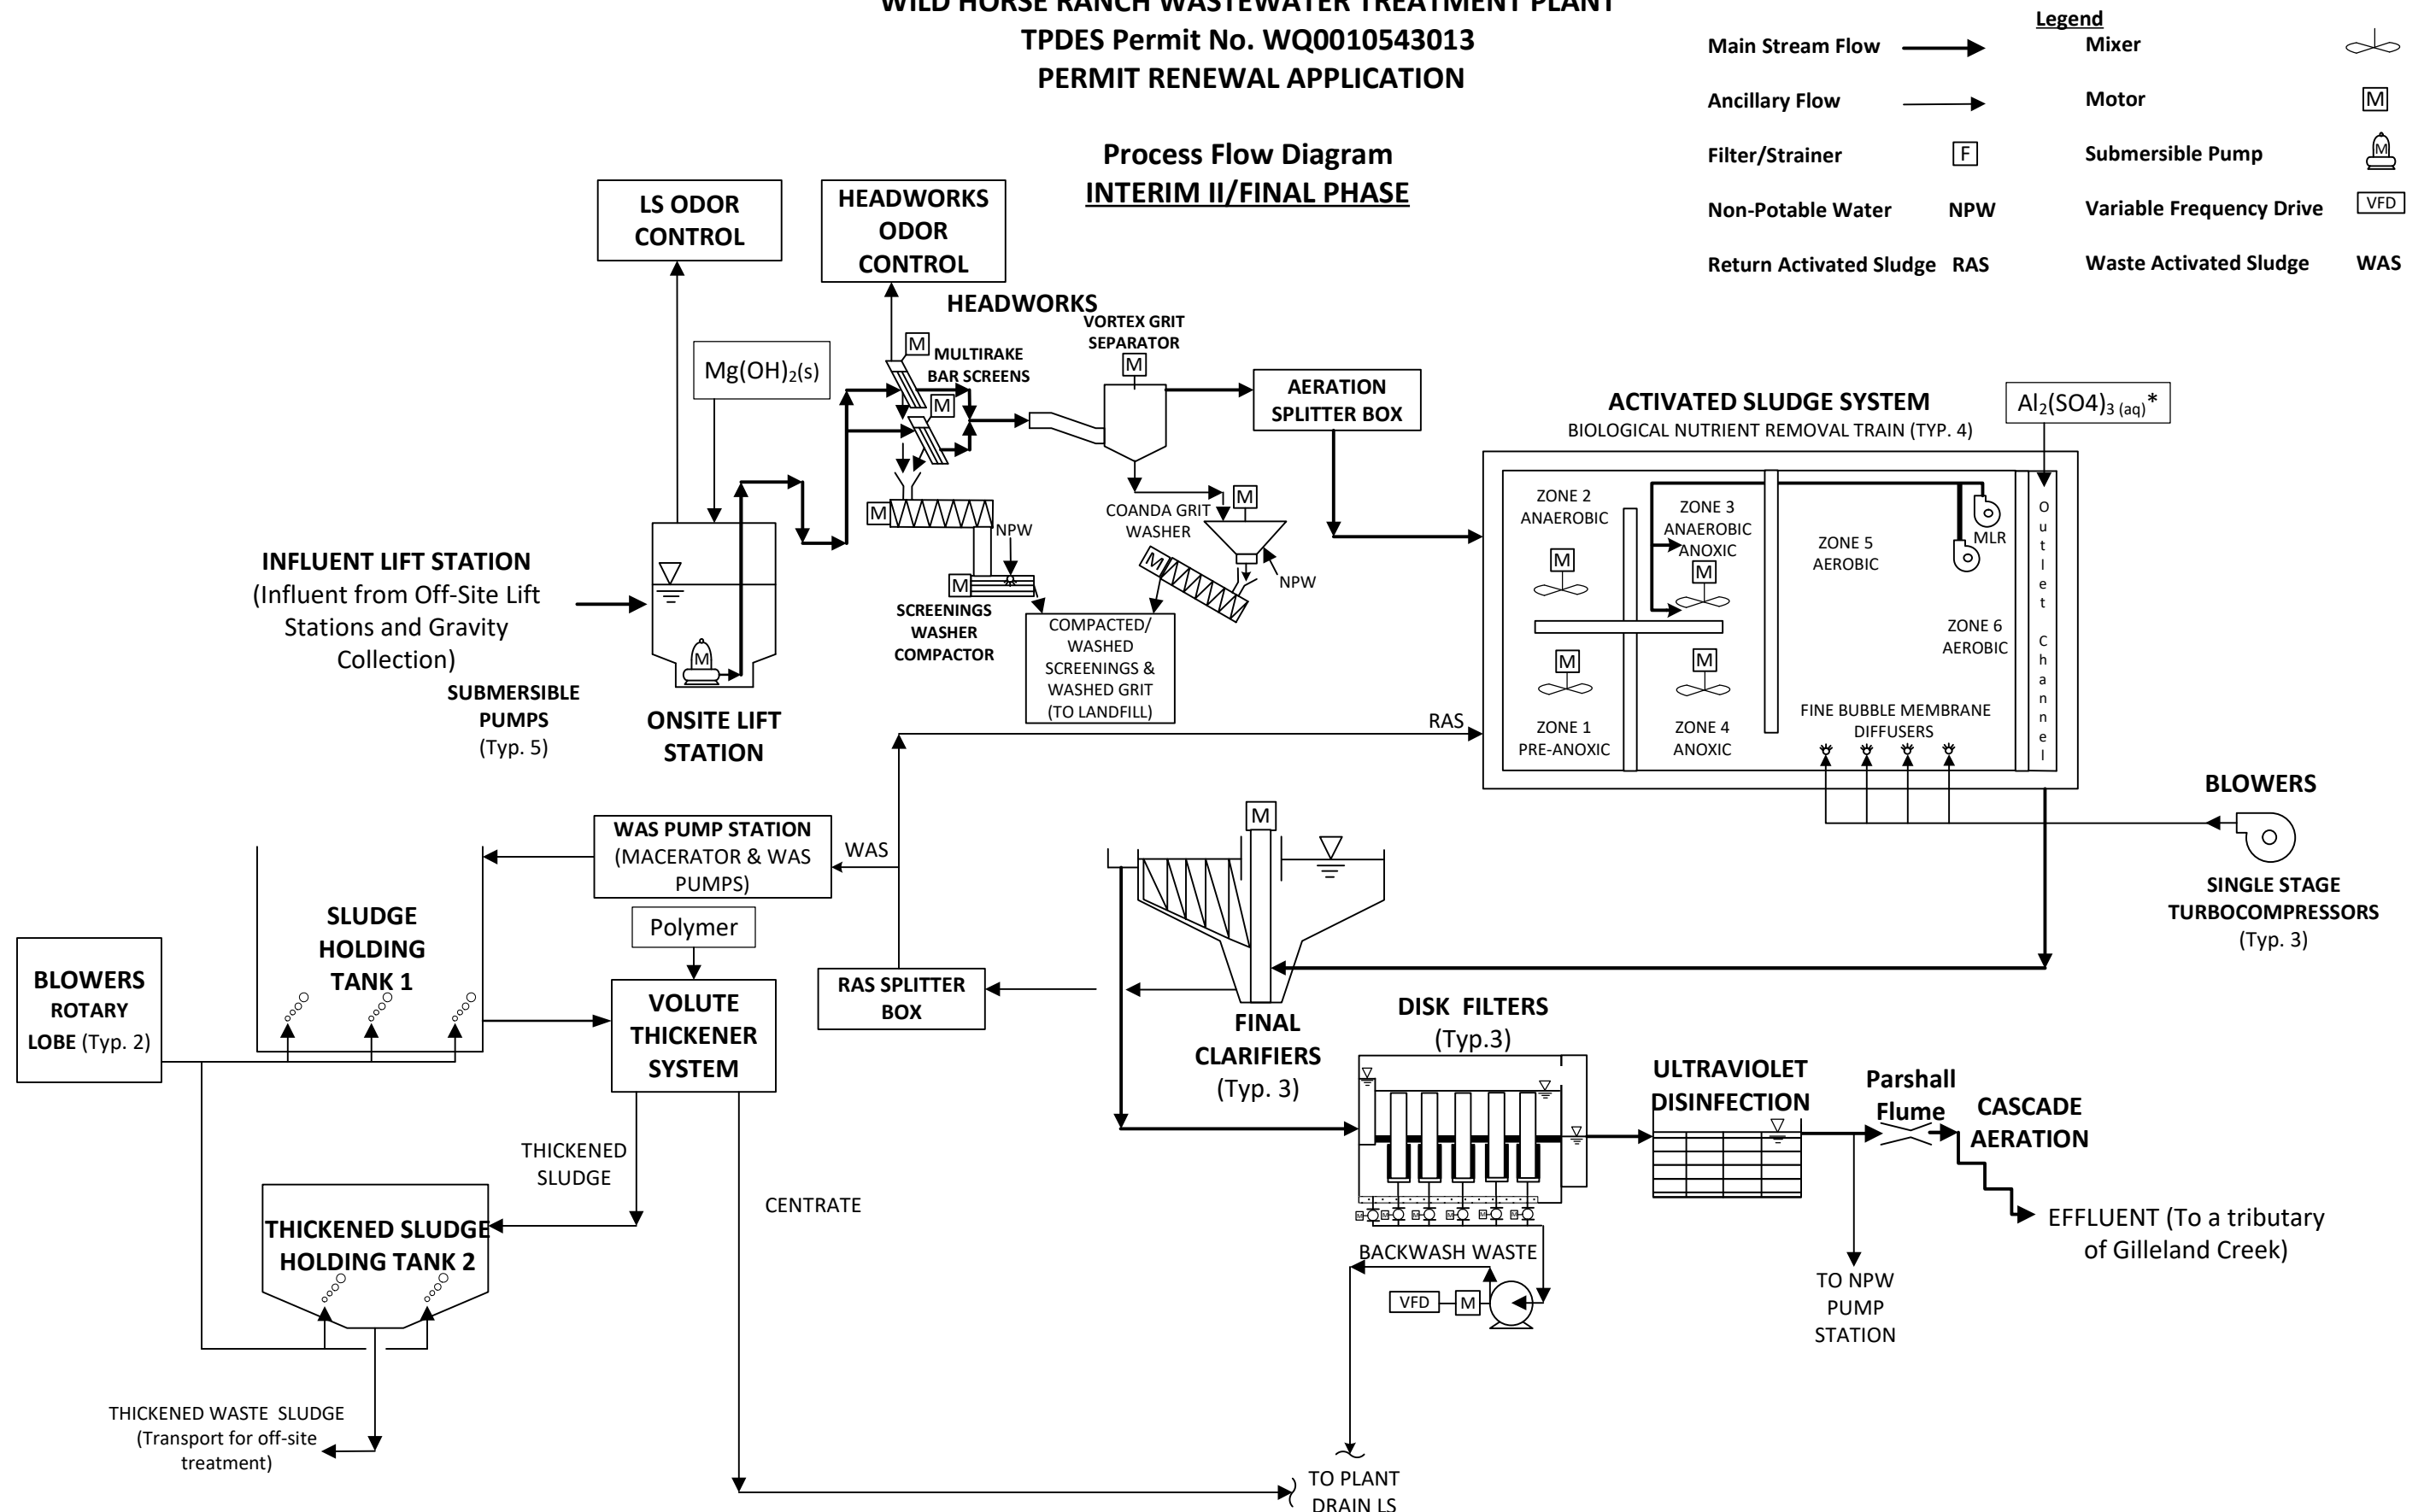 WILD HORSE RANCH WASTEWATER TREATMENT PLANT
TPDES Permit No. WQ0010543013
PERMIT RENEWAL APPLICATION
Process Flow Diagram
INTERIM II/FINAL PHASE
Legend
Main Stream Flow
Mixer
Ancillary Flow
Motor
M
Filter/Strainer
F
Submersible Pump
M
Non-Potable Water
NPW
Variable Frequency Drive
VFD
Return Activated Sludge
RAS
Waste Activated Sludge
WAS
LS ODOR
CONTROL
HEADWORKS
ODOR
CONTROL
HEADWORKS
Mg(OH)2(s)
M
MULTIRAKE
BAR SCREENS
M
VORTEX GRIT
SEPARATOR
M
AERATION
SPLITTER BOX
M
NPW
M
SCREENINGS
WASHER
COMPACTOR
COANDA GRIT
WASHER
M
M
NPW
COMPACTED/
WASHED
SCREENINGS &
WASHED GRIT
(TO LANDFILL)
INFLUENT LIFT STATION
(Influent from Off-Site Lift
Stations and Gravity
Collection)
SUBMERSIBLE
PUMPS
(Typ. 5)
M
ONSITE LIFT
STATION
ACTIVATED SLUDGE SYSTEM
BIOLOGICAL NUTRIENT REMOVAL TRAIN (TYP. 4)
Al2(SO4)3 (aq)*
ZONE 2
ANAEROBIC
M
ZONE 3
ANAEROBIC
ANOXIC
M
ZONE 5
AEROBIC
MLR
ZONE 6
AEROBIC
Outlet Channel
M
ZONE 1
PRE-ANOXIC
M
ZONE 4
ANOXIC
FINE BUBBLE MEMBRANE
DIFFUSERS
RAS
BLOWERS
SINGLE STAGE
TURBOCOMPRESSORS
(Typ. 3)
WAS PUMP STATION
(MACERATOR & WAS
PUMPS)
WAS
M
SLUDGE
HOLDING
TANK 1
Polymer
BLOWERS
ROTARY
LOBE (Typ. 2)
VOLUTE
THICKENER
SYSTEM
RAS SPLITTER
BOX
FINAL
CLARIFIERS
(Typ. 3)
DISK FILTERS
(Typ.3)
M
M
M
M
M
M
ULTRAVIOLET
DISINFECTION
Parshall
Flume
CASCADE
AERATION
THICKENED
SLUDGE
CENTRATE
THICKENED SLUDGE
HOLDING TANK 2
BACKWASH WASTE
VFD
M
TO NPW
PUMP
STATION
EFFLUENT (To a tributary
of Gilleland Creek)
THICKENED WASTE SLUDGE
(Transport for off-site
treatment)
TO PLANT
DRAIN LS